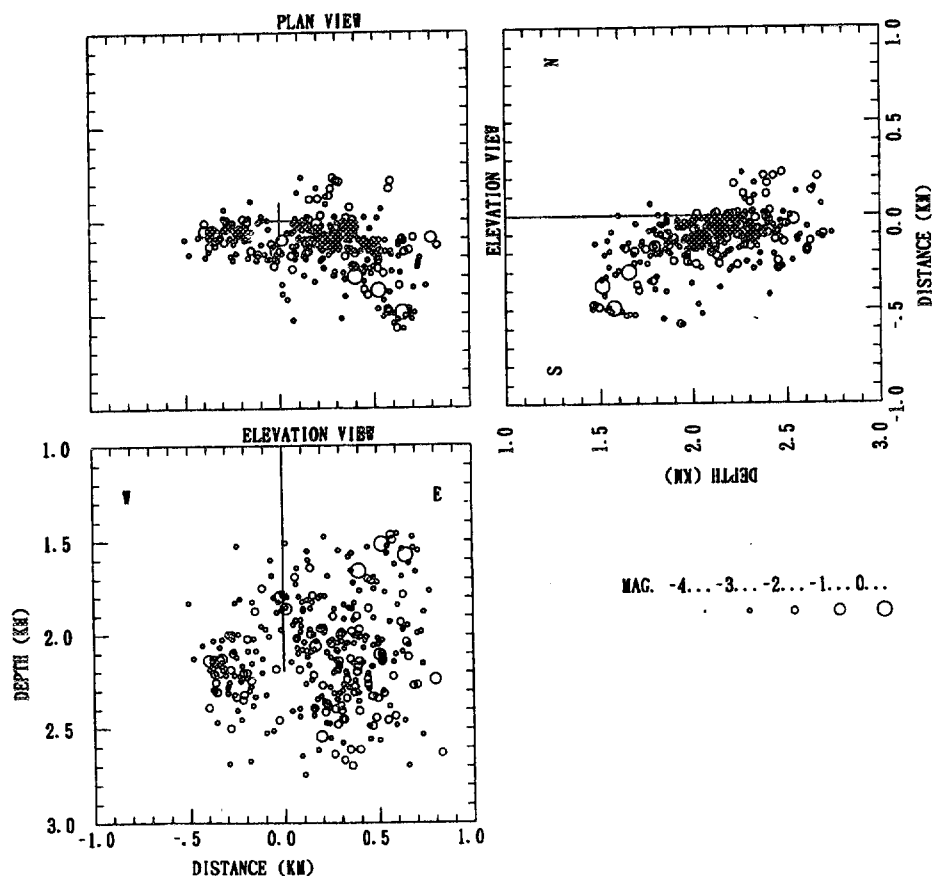 PLAN VIEW
N
S
ELEVATION VIEW
1.0
0.5
0.0
-.5
-1.0
DISTANCE (KM)
1.0
1.5
2.0
2.5
3.0
DEPTH (KM)
ELEVATION VIEW
W
E
1.0
1.5
2.0
2.5
3.0
DEPTH (KM)
-1.0
-.5
0.0
0.5
1.0
DISTANCE (KM)
MAG. -4...-3...-2...-1...0...